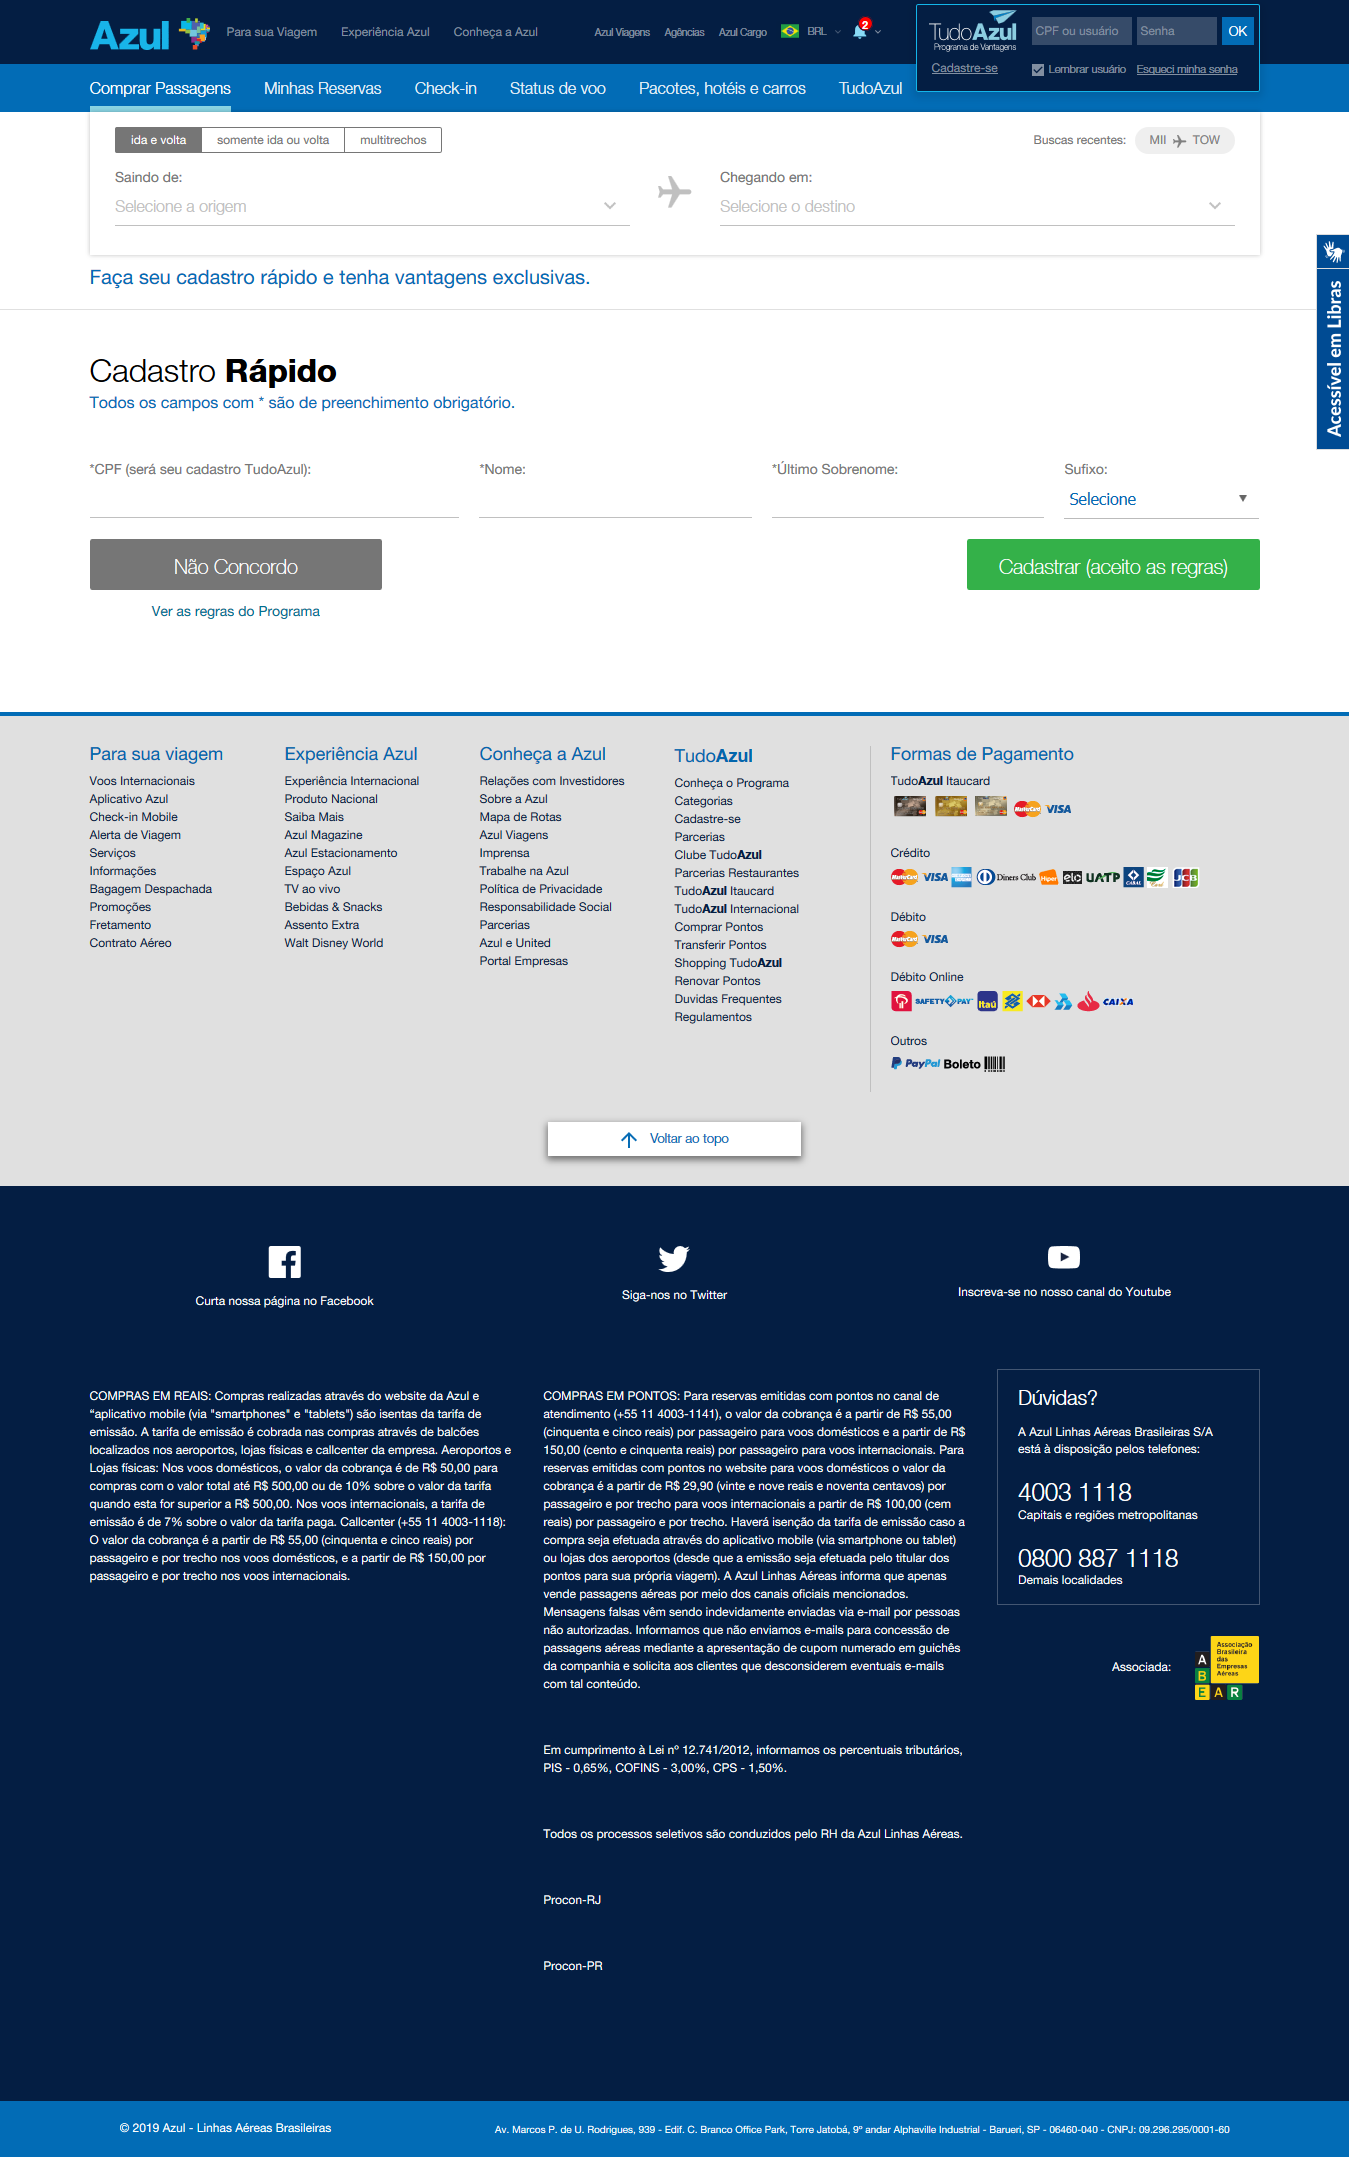 Azul
Para sua Viagem
Experiência Azul
Conheça a Azul
Azul Viagens
Agências
Azul Cargo
BRL
2
TudoAzul
Programa de Vantagens
CPF ou usuário
Senha
OK
Cadastre-se
Lembrar usuário
Esqueci minha senha
Comprar Passagens
Minhas Reservas
Check-in
Status de voo
Pacotes, hotéis e carros
TudoAzul
ida e volta
somente ida ou volta
multitrechos
Buscas recentes:
MII
TOW
Saindo de:
Selecione a origem
Chegando em:
Selecione o destino
Acessível em Libras
Faça seu cadastro rápido e tenha vantagens exclusivas.
Cadastro Rápido
Todos os campos com * são de preenchimento obrigatório.
*CPF (será seu cadastro TudoAzul):
*Nome:
*Último Sobrenome:
Sufixo:
Selecione
Não Concordo
Cadastrar (aceito as regras)
Ver as regras do Programa
Para sua viagem
Voos Internacionais
Aplicativo Azul
Check-in Mobile
Alerta de Viagem
Serviços
Informações
Bagagem Despachada
Promoções
Fretamento
Contrato Aéreo
Experiência Azul
Experiência Internacional
Produto Nacional
Saiba Mais
Azul Magazine
Azul Estacionamento
Espaço Azul
TV ao vivo
Bebidas & Snacks
Assento Extra
Walt Disney World
Conheça a Azul
Relações com Investidores
Sobre a Azul
Mapa de Rotas
Azul Viagens
Imprensa
Trabalhe na Azul
Política de Privacidade
Responsabilidade Social
Parcerias
Azul e United
Portal Empresas
TudoAzul
Conheça o Programa
Categorias
Cadastre-se
Parcerias
Clube TudoAzul
Parcerias Restaurantes
TudoAzul Itaucard
TudoAzul Internacional
Comprar Pontos
Transferir Pontos
Shopping TudoAzul
Renovar Pontos
Duvidas Frequentes
Regulamentos
Formas de Pagamento
TudoAzul Itaucard
MasterCard VISA
Crédito
MasterCard VISA Diners Club Hiper elo UATP CABAL JCB
Débito
MasterCard VISA
Débito Online
SAFETYPAY Itaú CAIXA
Outros
PayPal Boleto
Voltar ao topo
Curta nossa página no Facebook
Siga-nos no Twitter
Inscreva-se no nosso canal do Youtube
COMPRAS EM REAIS: Compras realizadas através do website da Azul e
“aplicativo mobile (via "smartphones" e "tablets") são isentas da tarifa de
emissão. A tarifa de emissão é cobrada nas compras através de balcões
localizados nos aeroportos, lojas físicas e callcenter da empresa. Aeroportos e
Lojas físicas: Nos voos domésticos, o valor da cobrança é de R$ 50,00 para
compras com o valor total até R$ 500,00 ou de 10% sobre o valor da tarifa
quando esta for superior a R$ 500,00. Nos voos internacionais, a tarifa de
emissão é de 7% sobre o valor da tarifa paga. Callcenter (+55 11 4003-1118):
O valor da cobrança é a partir de R$ 55,00 (cinquenta e cinco reais) por
passageiro e por trecho nos voos domésticos, e a partir de R$ 150,00 por
passageiro e por trecho nos voos internacionais.
COMPRAS EM PONTOS: Para reservas emitidas com pontos no canal de
atendimento (+55 11 4003-1141), o valor da cobrança é a partir de R$ 55,00
(cinquenta e cinco reais) por passageiro para voos domésticos e a partir de R$
150,00 (cento e cinquenta reais) por passageiro para voos internacionais. Para
reservas emitidas com pontos no website para voos domésticos o valor da
cobrança é a partir de R$ 29,90 (vinte e nove reais e noventa centavos) por
passageiro e por trecho para voos internacionais a partir de R$ 100,00 (cem
reais) por passageiro e por trecho. Haverá isenção da tarifa de emissão caso a
compra seja efetuada através do aplicativo mobile (via smartphone ou tablet)
ou lojas dos aeroportos (desde que a emissão seja efetuada pelo titular dos
pontos para sua própria viagem). A Azul Linhas Aéreas informa que apenas
vende passagens aéreas por meio dos canais oficiais mencionados.
Mensagens falsas vêm sendo indevidamente enviadas via e-mail por pessoas
não autorizadas. Informamos que não enviamos e-mails para concessão de
passagens aéreas mediante a apresentação de cupom numerado em guichês
da companhia e solicita aos clientes que desconsiderem eventuais e-mails
com tal conteúdo.
Em cumprimento à Lei nº 12.741/2012, informamos os percentuais tributários,
PIS - 0,65%, COFINS - 3,00%, CPS - 1,50%.
Todos os processos seletivos são conduzidos pelo RH da Azul Linhas Aéreas.
Procon-RJ
Procon-PR
Dúvidas?
A Azul Linhas Aéreas Brasileiras S/A
está à disposição pelos telefones:
4003 1118
Capitais e regiões metropolitanas
0800 887 1118
Demais localidades
Associada:
Associação
Brasileira
das
Empresas
Aéreas
ABEAR
© 2019 Azul - Linhas Aéreas Brasileiras
Av. Marcos P. de U. Rodrigues, 939 - Edif. C. Branco Office Park, Torre Jatobá, 9º andar Alphaville Industrial - Barueri, SP - 06460-040 - CNPJ: 09.296.295/0001-60